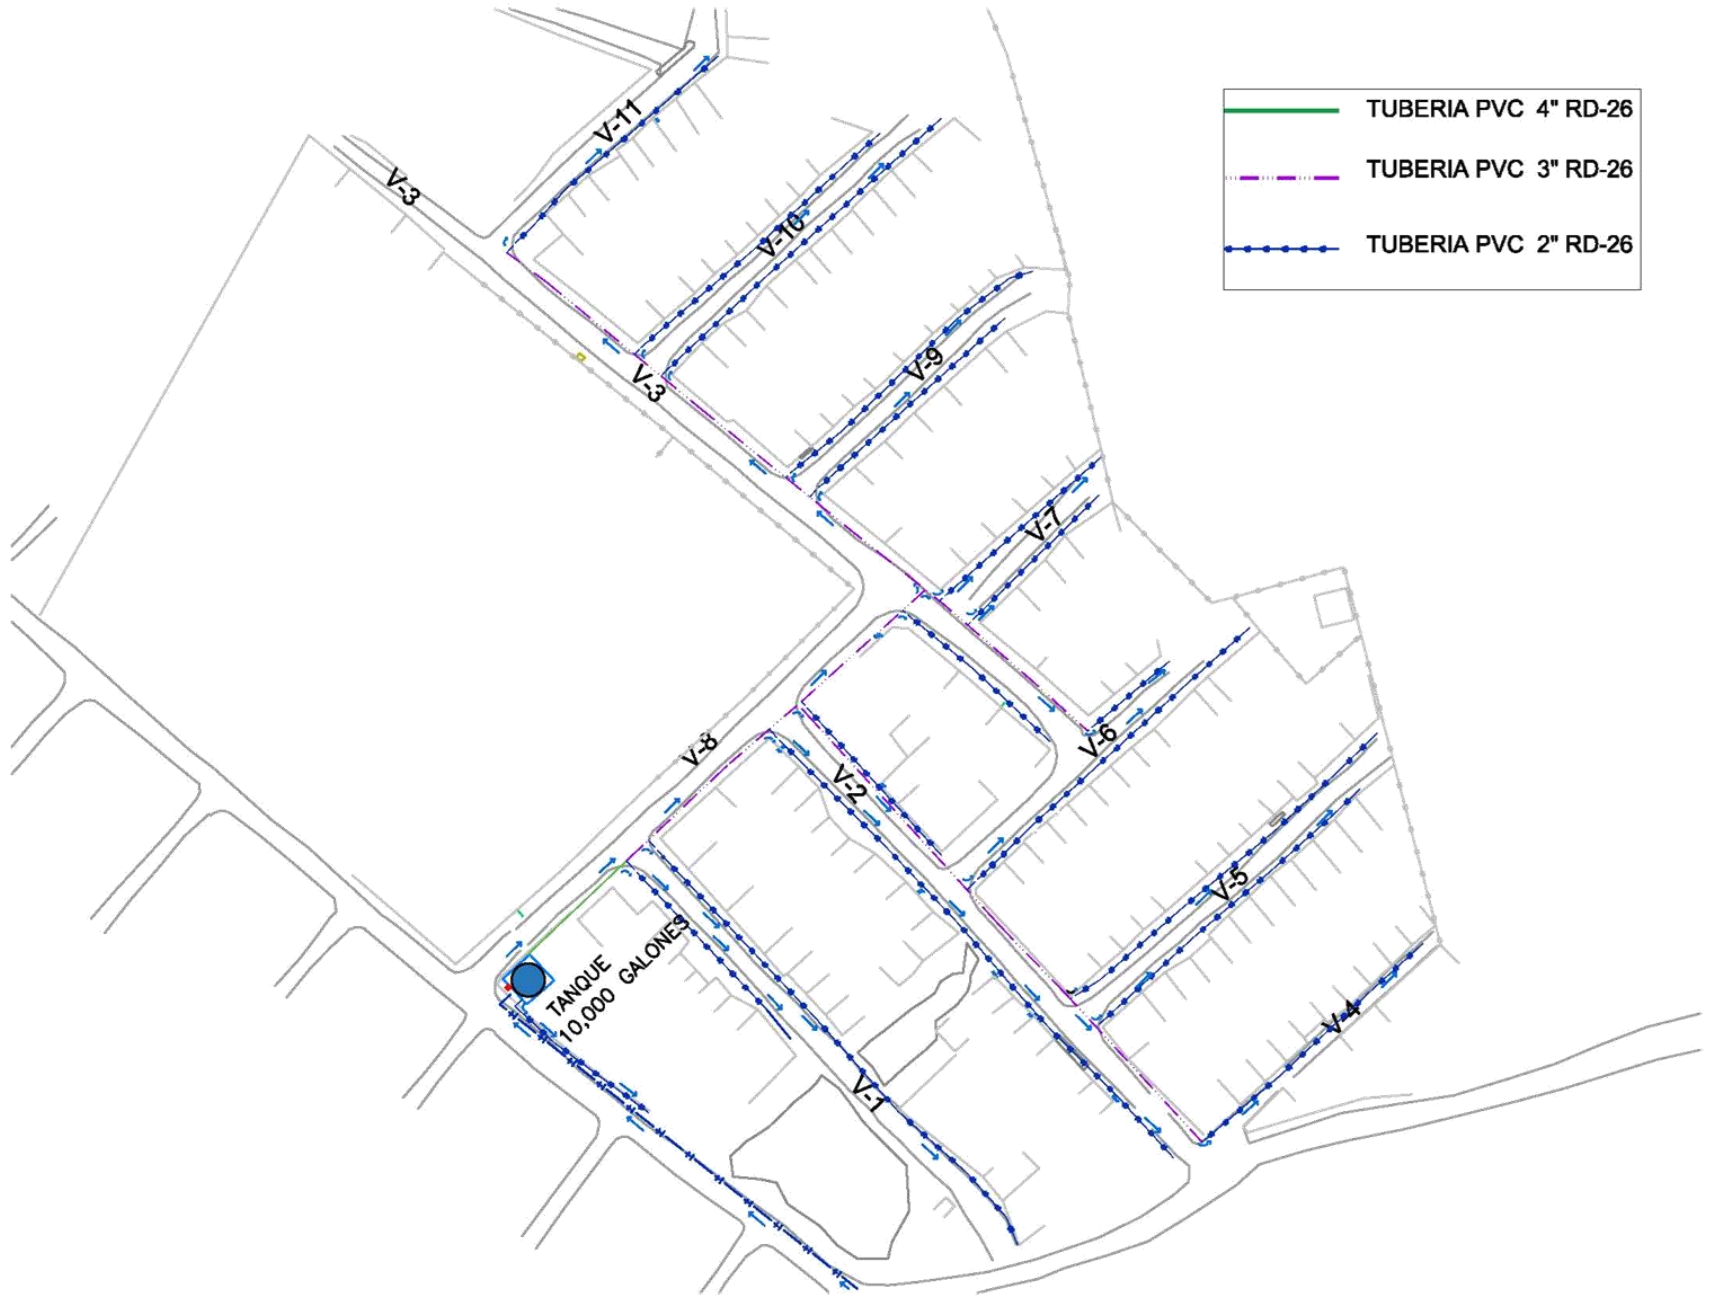 TUBERIA PVC 4" RD-26
TUBERIA PVC 3" RD-26
TUBERIA PVC 2" RD-26
V-11
V-3
V-10
V-3
V-9
V-7
V-6
V-8
V-2
V-5
V-4
V-1
TANQUE
10,000 GALONES